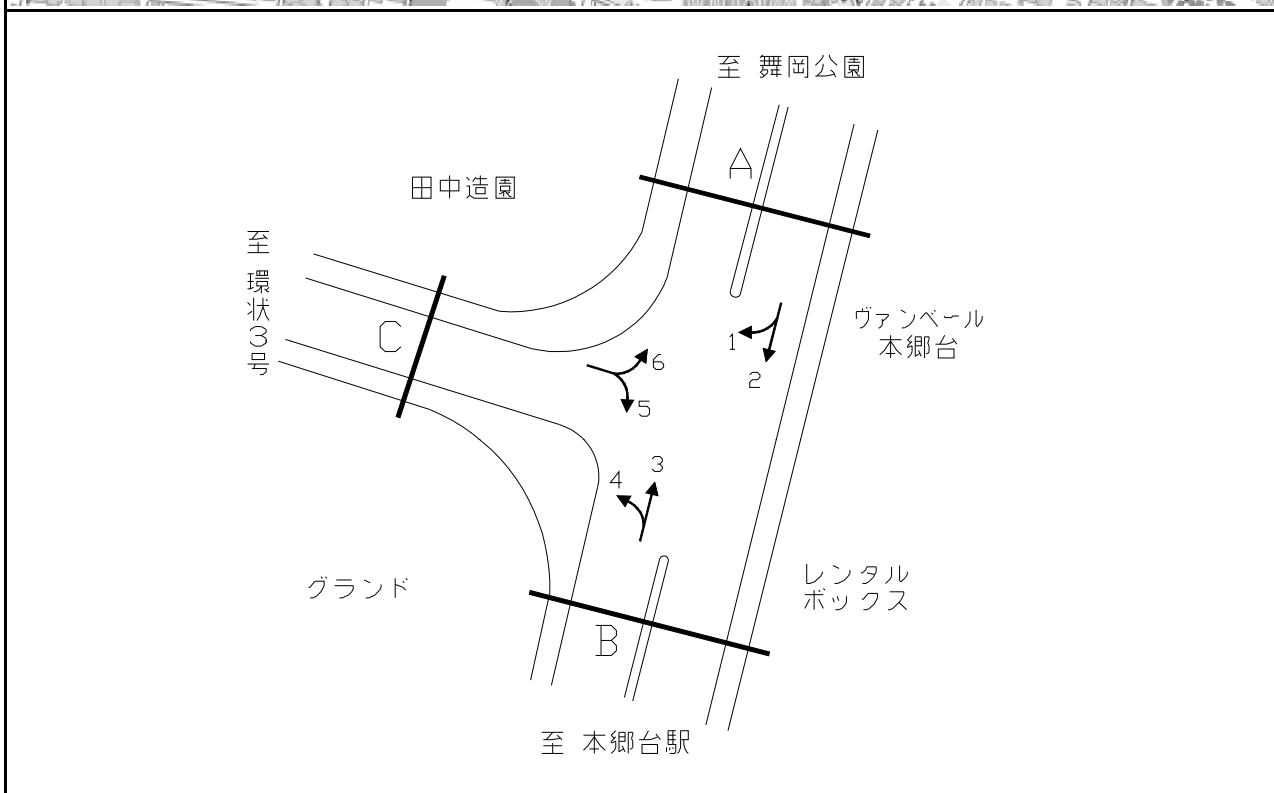 至 舞岡公園
A
田中造園
至 環状3号
C
ヴァンベール
本郷台
1
2
6
5
3
4
グランド
レンタル
ボックス
B
至 本郷台駅